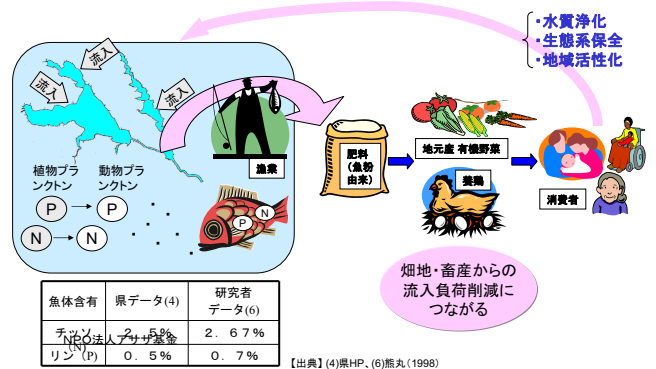 ・水質浄化
・生態系保全
・地域活性化
流入
流入
流入
植物プラ
ンクトン
動物プラ
ンクトン
P
P
N
N
漁業
P
N
肥料
(魚粉
由来)
地元産 有機野菜
養鶏
消費者
畑地・畜産からの
流入負荷削減に
つながる
魚体含有 県データ(4) 研究者
データ(6)
チッソ
(N) 2.5% 2.67%
リン (P) 0.5% 0.7%
NPO法人アサザ基金
【出典】(4)県HP、(6)熊丸(1998)